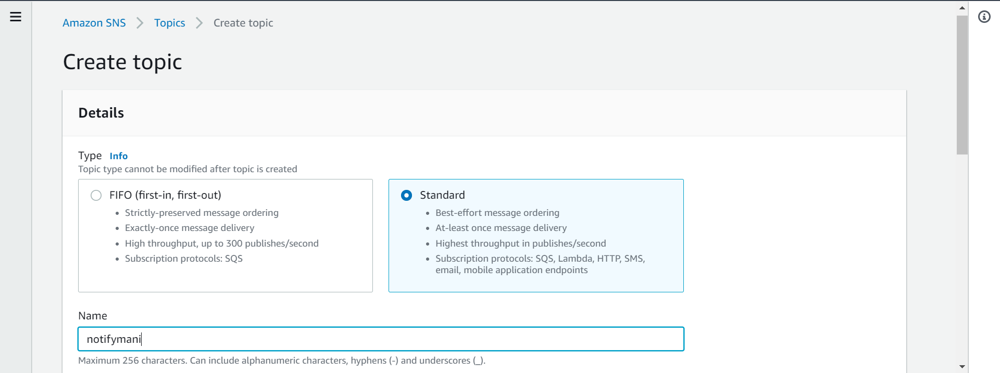 Amazon SNS > Topics > Create topic
Create topic
Details
Type Info
Topic type cannot be modified after topic is created
FIFO (first-in, first-out)
• Strictly-preserved message ordering
• Exactly-once message delivery
• High throughput, up to 300 publishes/second
• Subscription protocols: SQS
Standard
• Best-effort message ordering
• At-least once message delivery
• Highest throughput in publishes/second
• Subscription protocols: SQS, Lambda, HTTP, SMS,
email, mobile application endpoints
Name
notifymani
Maximum 256 characters. Can include alphanumeric characters, hyphens (-) and underscores (_).